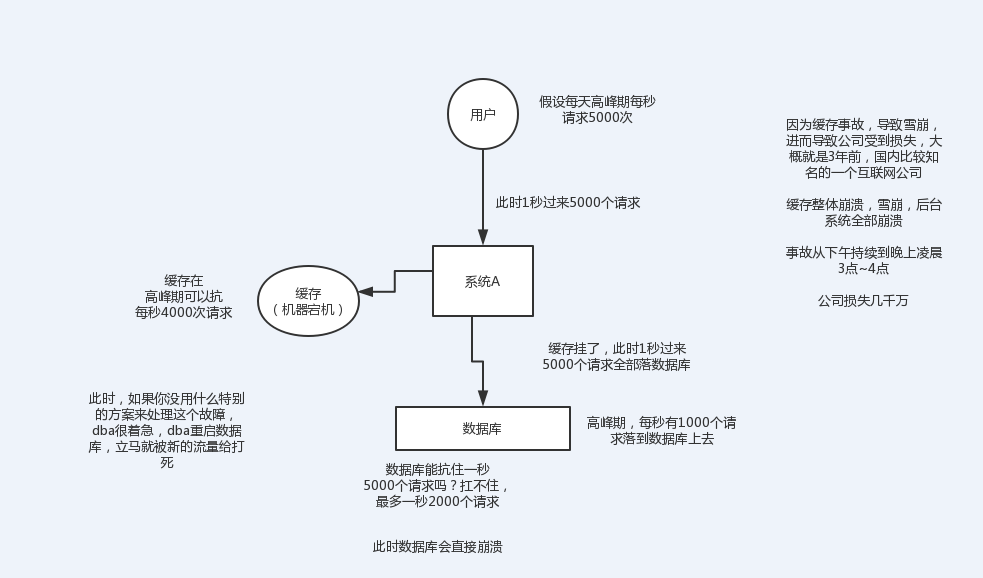 用户
假设每天高峰期每秒
请求5000次
因为缓存事故，导致雪崩，
进而导致公司受到损失，大
概就是3年前，国内比较知
名的一个互联网公司
缓存整体崩溃，雪崩，后台
系统全部崩溃
事故从下午持续到晚上凌晨
3点~4点
公司损失几千万
此时1秒过来5000个请求
系统A
缓存在
高峰期可以抗
每秒4000次请求
缓存
（机器宕机）
缓存挂了，此时1秒过来
5000个请求全部落数据库
此时，如果你没用什么特别
的方案来处理这个故障，
dba很着急，dba重启数据
库，立马就被新的流量给打
死
数据库
高峰期，每秒有1000个请
求落到数据库上去
数据库能抗住一秒
5000个请求吗？扛不住，
最多一秒2000个请求
此时数据库会直接崩溃